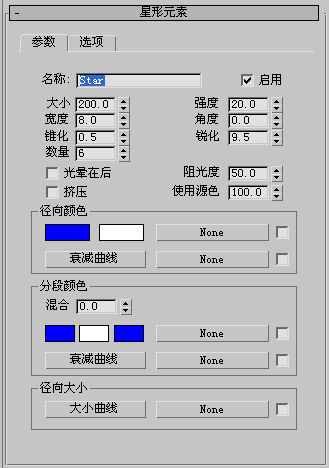 - 星形元素
参数 选项
名称: Star 启用
大小 200.0 强度 20.0
宽度 8.0 角度 0.0
锥化 0.5 锐化 9.5
数量 6
光晕在后 阻光度 50.0
挤压 使用源色 100.0
径向颜色
None
衰减曲线 None
分段颜色
混合 0.0
None
衰减曲线 None
径向大小
大小曲线 None